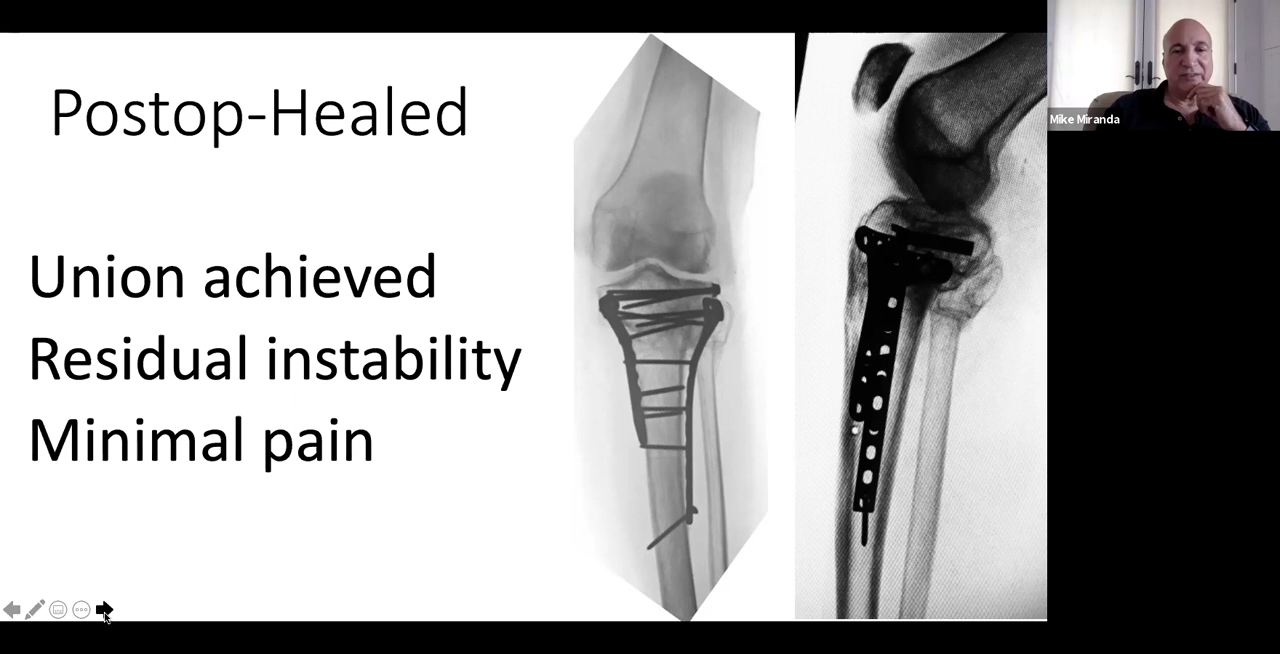 Postop-Healed
Union achieved
Residual instability
Minimal pain
Mike Miranda